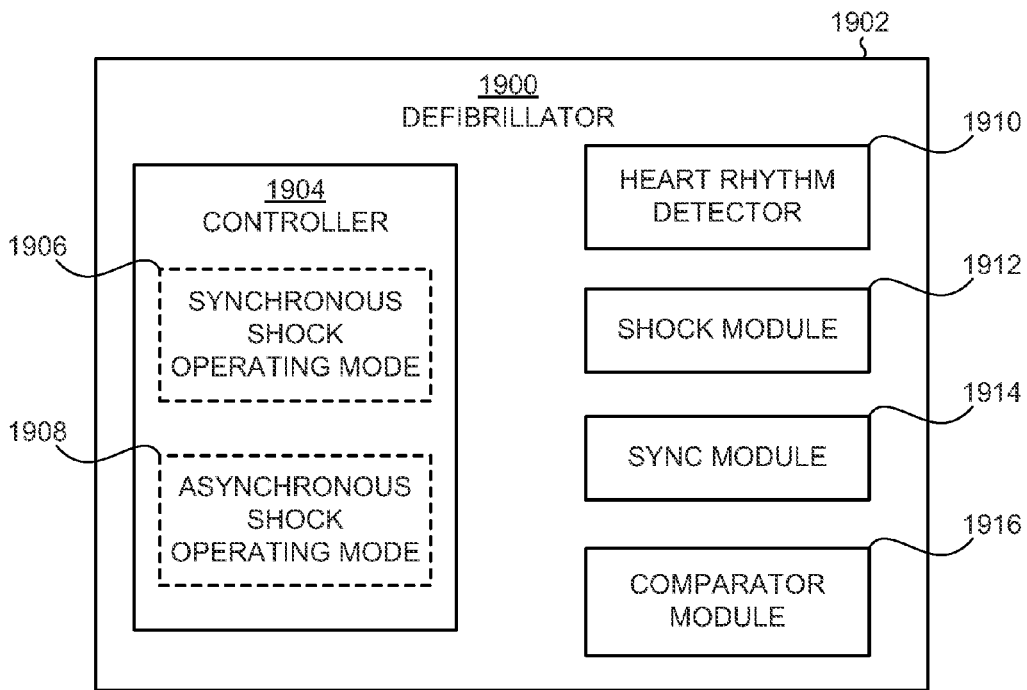 1902
1900
DEFIBRILLATOR
1910
HEART RHYTHM
DETECTOR
1904
CONTROLLER
1906
SYNCHRONOUS
SHOCK
OPERATING MODE
1912
SHOCK MODULE
1908
ASYNCHRONOUS
SHOCK
OPERATING MODE
1914
SYNC MODULE
1916
COMPARATOR
MODULE